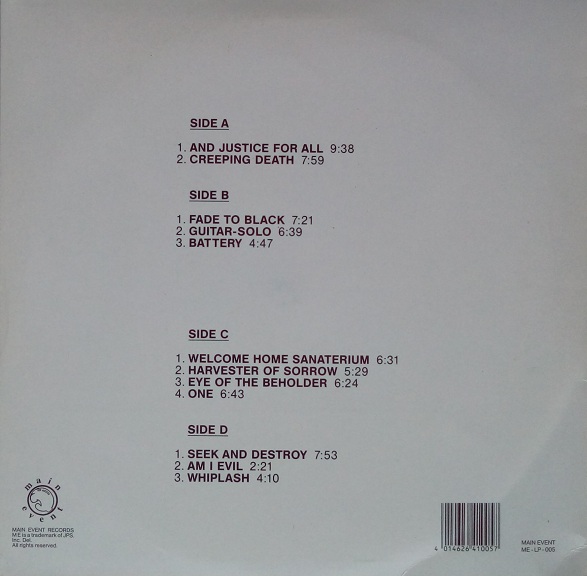 SIDE A
1. AND JUSTICE FOR ALL 9:38
2. CREEPING DEATH 7:59
SIDE B
1. FADE TO BLACK 7:21
2. GUITAR-SOLO 6:39
3. BATTERY 4:47
SIDE C
1. WELCOME HOME SANATERIUM 6:31
2. HARVESTER OF SORROW 5:29
3. EYE OF THE BEHOLDER 6:24
4. ONE 6:43
SIDE D
1. SEEK AND DESTROY 7:53
2. AM I EVIL 2:21
3. WHIPLASH 4:10
main event
MAIN EVENT RECORDS
ME is a trademark of JPS
Inc. Del.
All rights reserved.
4 014626 410057
MAIN EVENT
ME - LP - 005